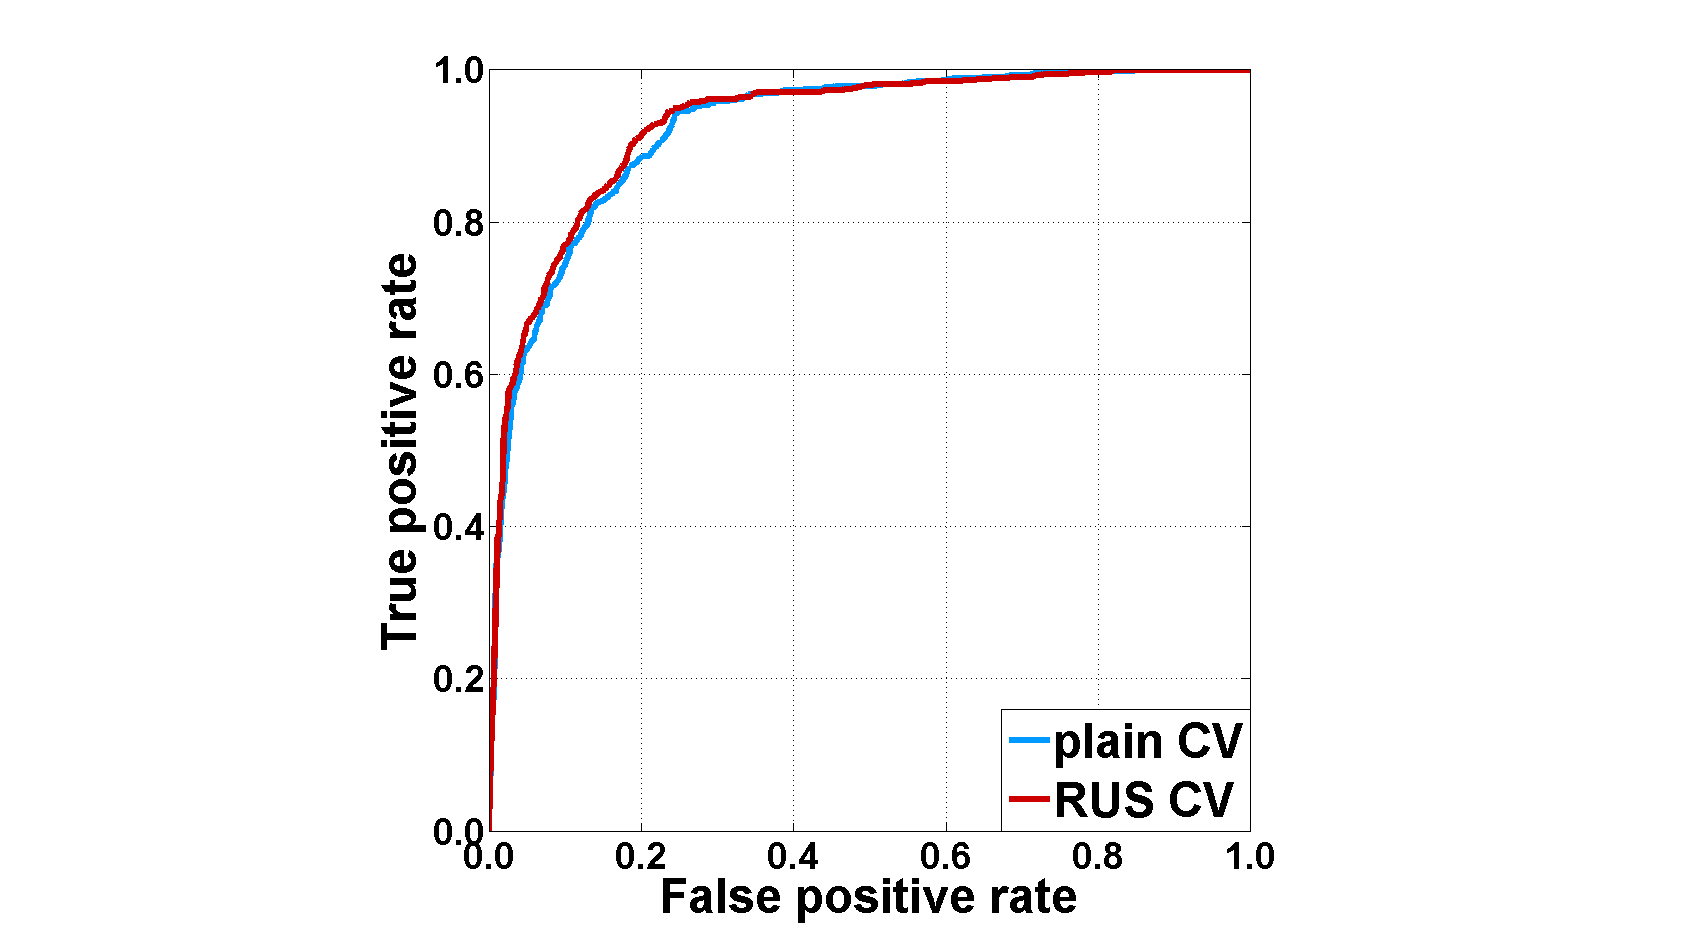 1.0
0.8
0.6
0.4
0.2
0.0
True positive rate
0.0 0.2 0.4 0.6 0.8 1.0
False positive rate
plain CV
RUS CV